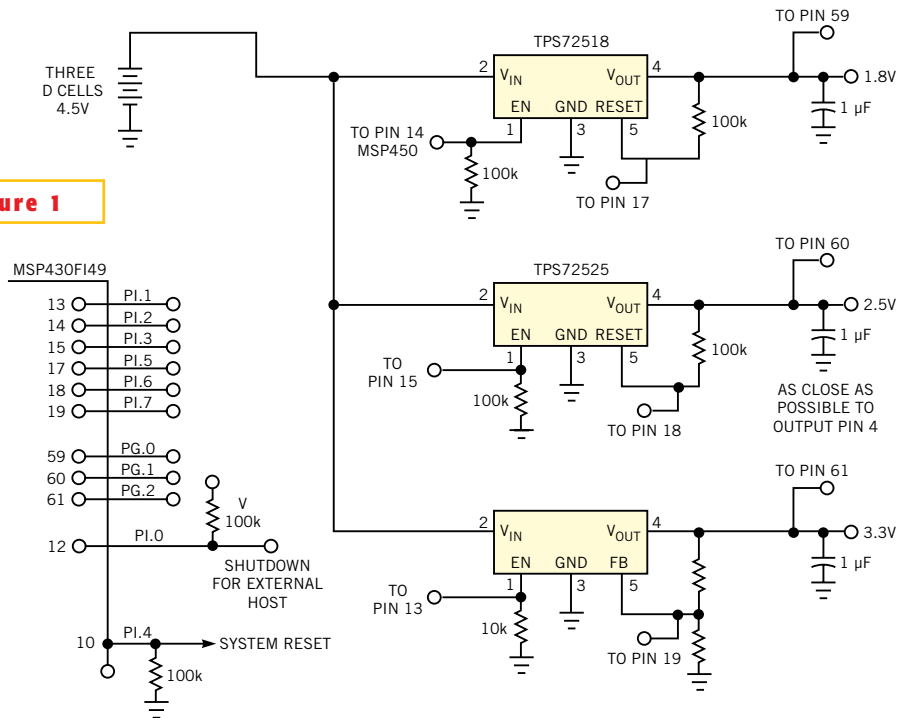 THREE
D CELLS
4.5V
TPS72518
2
VIN
VOUT
4
EN
GND
RESET
1
3
5
TO PIN 14
MSP450
100k
100k
TO PIN 17
TO PIN 59
1.8V
1 µF
ure 1
MSP430FI49
13
PI.1
14
PI.2
15
PI.3
17
PI.5
18
PI.6
19
PI.7
59
PG.0
60
PG.1
61
PG.2
V
100k
12
PI.0
SHUTDOWN
FOR EXTERNAL
HOST
10
PI.4
SYSTEM RESET
100k
TPS72525
2
VIN
VOUT
4
EN
GND
RESET
1
3
5
TO
PIN 15
100k
100k
TO PIN 18
TO PIN 60
2.5V
1 µF
AS CLOSE AS
POSSIBLE TO
OUTPUT PIN 4
2
VIN
VOUT
4
EN
GND
FB
1
3
5
TO
PIN 13
10k
TO PIN 19
TO PIN 61
3.3V
1 µF